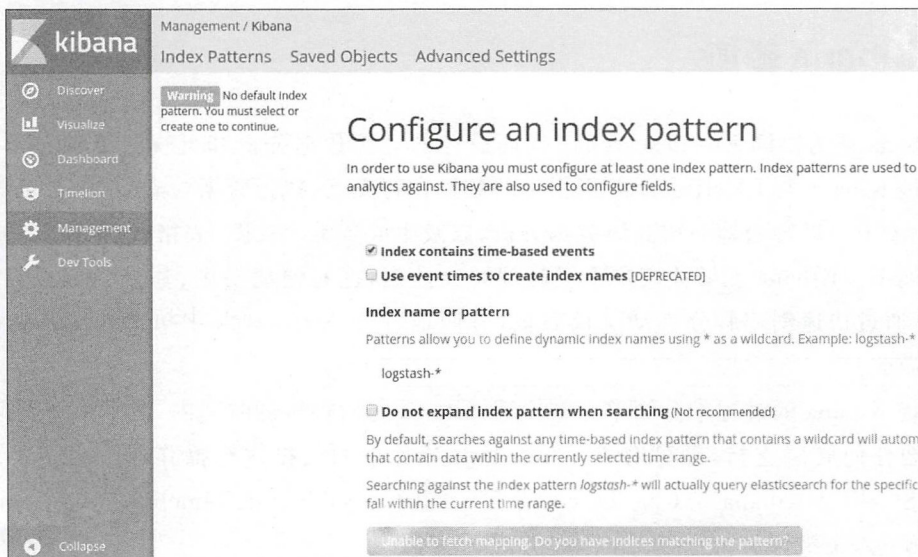 kibana
Discover
Visualize
Dashboard
Timelion
Management
Dev Tools
Collapse
Management / Kibana
Index Patterns Saved Objects Advanced Settings
Warning No default Index
pattern. You must select or
create one to continue.
Configure an index pattern
In order to use Kibana you must configure at least one index pattern. Index patterns are used to
analytics against. They are also used to configure fields.
Index contains time-based events
Use event times to create index names [DEPRECATED]
Index name or pattern
Patterns allow you to define dynamic index names using * as a wildcard. Example: logstash-*
logstash-*
Do not expand index pattern when searching (Not recommended)
By default, searches against any time-based index pattern that contains a wildcard will autom
that contain data within the currently selected time range.
Searching against the index pattern logstash-* will actually query elasticsearch for the specific
fall within the current time range.
Unable to fetch mapping. Do you have indices matching the pattern?